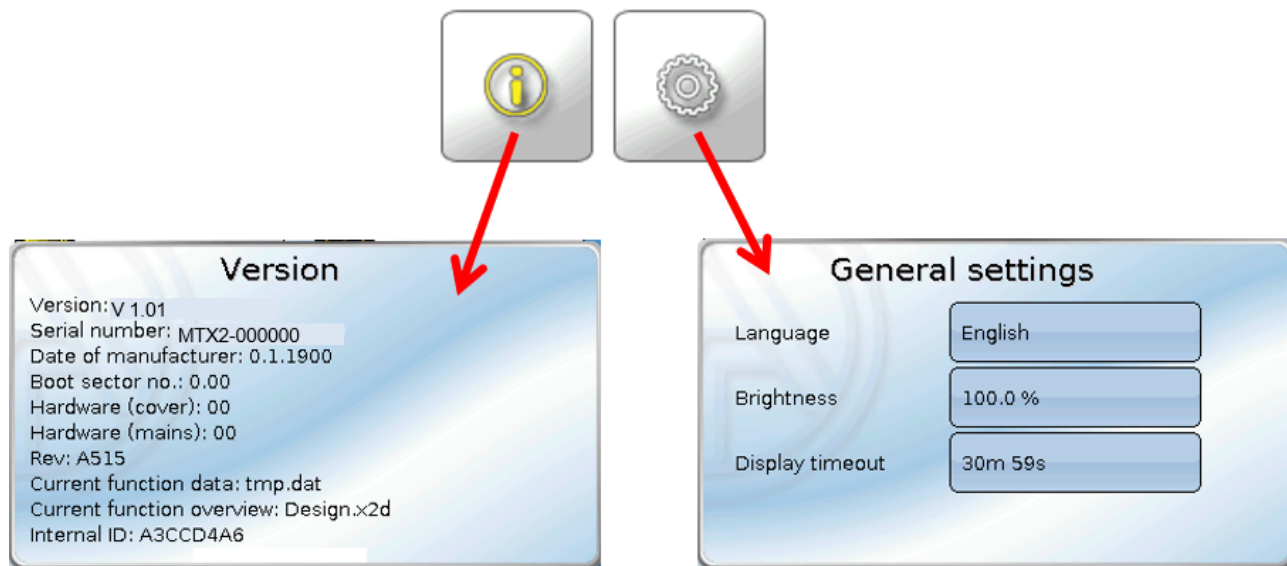 Version
Version: V 1.01
Serial number: MTX2-000000
Date of manufacturer: 0.1.1900
Boot sector no.: 0.00
Hardware (cover): 00
Hardware (mains): 00
Rev: A515
Current function data: tmp.dat
Current function overview: Design.x2d
Internal ID: A3CCD4A6
General settings
Language English
Brightness 100.0 %
Display timeout 30m 59s